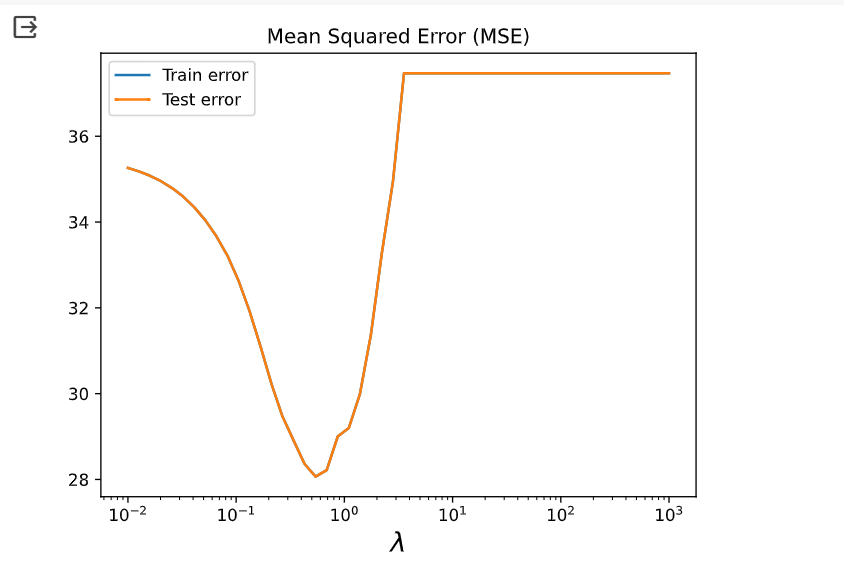 Mean Squared Error (MSE)
Train error
Test error
36
34
32
30
28
10⁻² 10⁻¹ 10⁰ 10¹ 10² 10³
λ